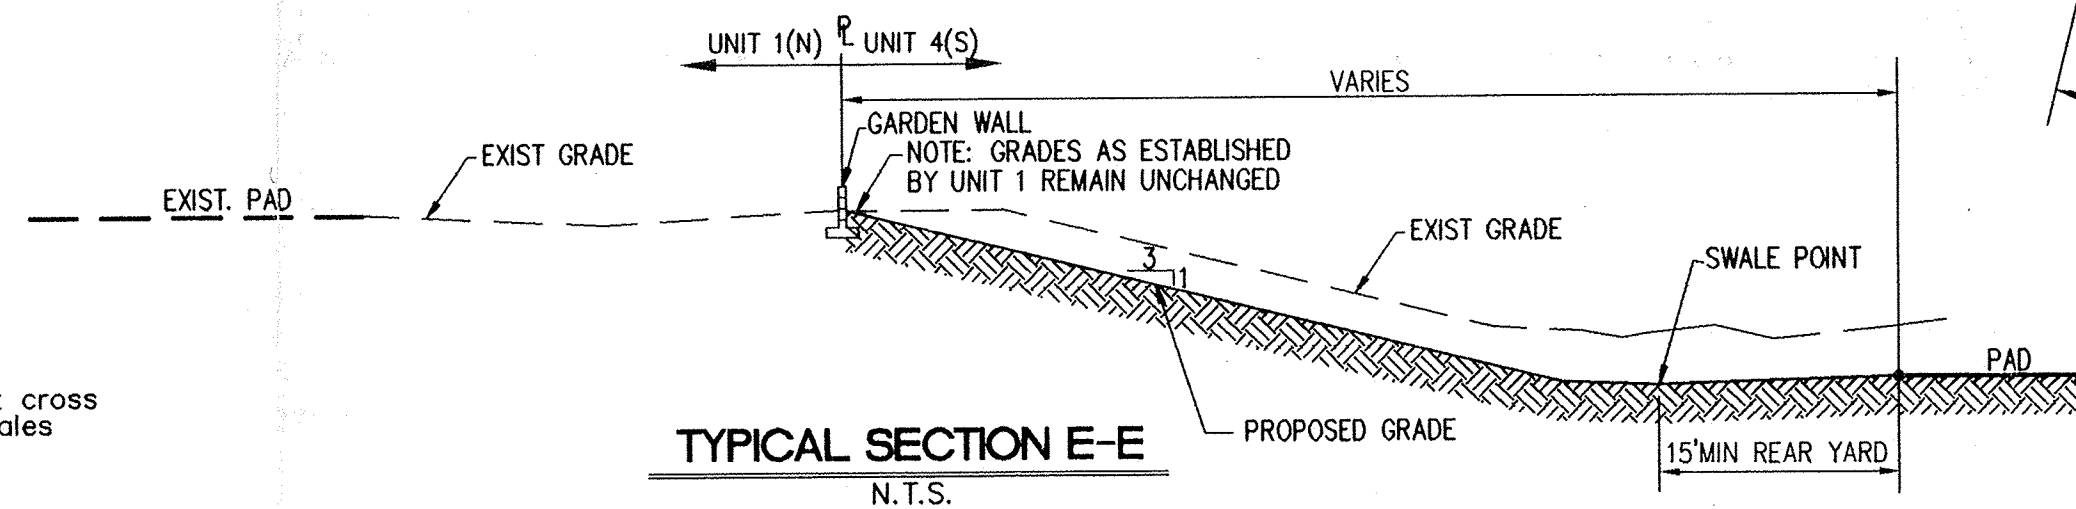 UNIT 1(N) PL UNIT 4(S)
VARIES
GARDEN WALL
NOTE: GRADES AS ESTABLISHED
BY UNIT 1 REMAIN UNCHANGED
EXIST GRADE
EXIST. PAD
EXIST GRADE
SWALE POINT
3
1
PAD
PROPOSED GRADE
15'MIN REAR YARD
cross
ales
TYPICAL SECTION E-E
N.T.S.